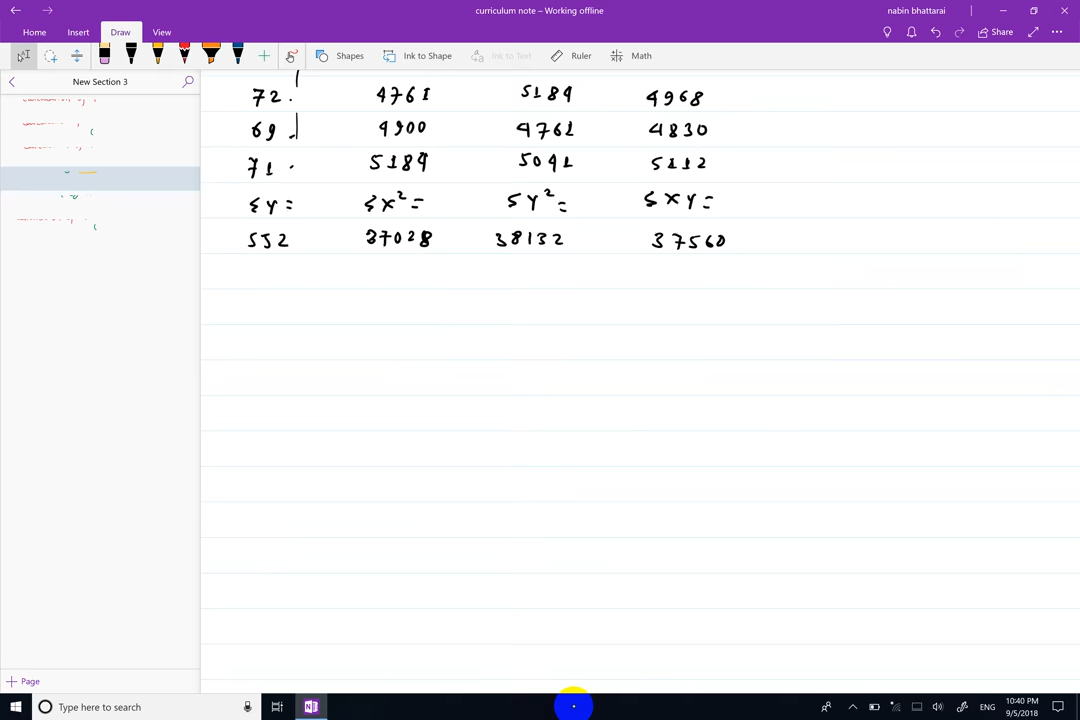 curriculum note – Working offline
nabin bhattarai
Home Insert Draw View
Share
Shapes Ink to Shape Ink to Text Ruler Math
New Section 3
72. 4761 5184 4968
69. 4900 4761 4830
71. 5184 5041 5112
ΣY= ΣX²= ΣY²= ΣXY=
552 37028 38132 37560
+ Page
Type here to search
ENG
10:40 PM
9/5/2018